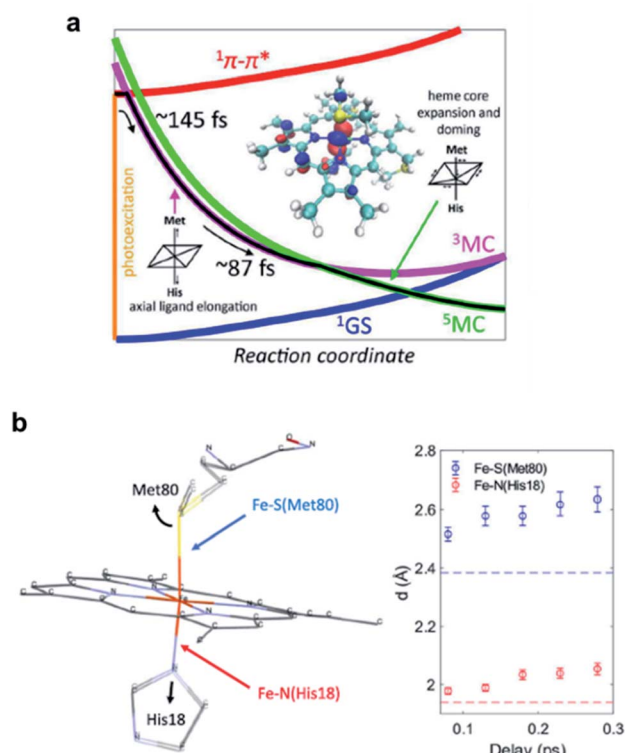 a
¹π-π*
~145 fs
heme core
expansion and
doming
Met
His
photoexcitation
Met
His
axial ligand elongation
~87 fs
³MC
¹GS
⁵MC
Reaction coordinate
b
Met80
Fe-S(Met80)
Fe-N(His18)
His18
2.8
2.6
2.4
2.2
2
d (Å)
Fe-S(Met80)
Fe-N(His18)
0.1
0.2
0.3
Delay (ps)